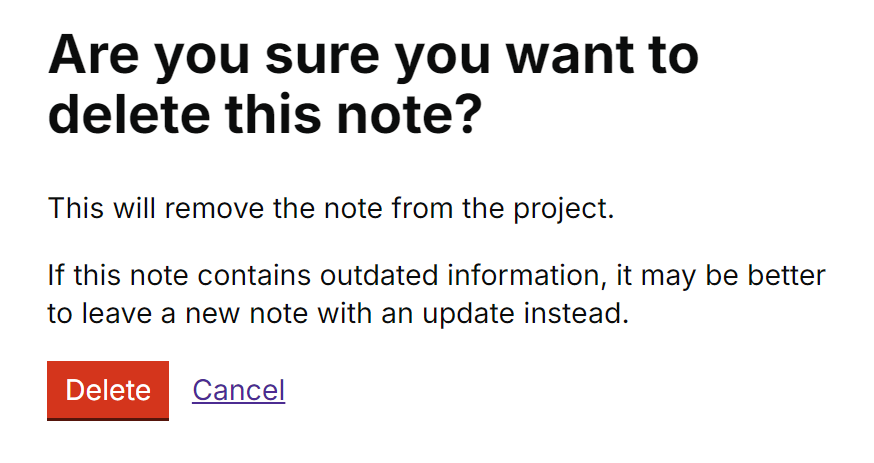 Are you sure you want to
delete this note?
This will remove the note from the project.
If this note contains outdated information, it may be better
to leave a new note with an update instead.
Delete Cancel